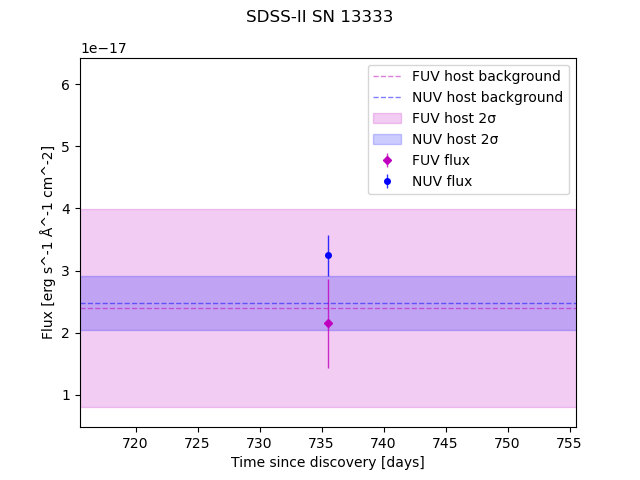 SDSS-II SN 13333
1e−17
6
5
4
3
2
1
Flux [erg s^-1 Å^-1 cm^-2]
FUV host background
NUV host background
FUV host 2σ
NUV host 2σ
FUV flux
NUV flux
720 725 730 735 740 745 750 755
Time since discovery [days]